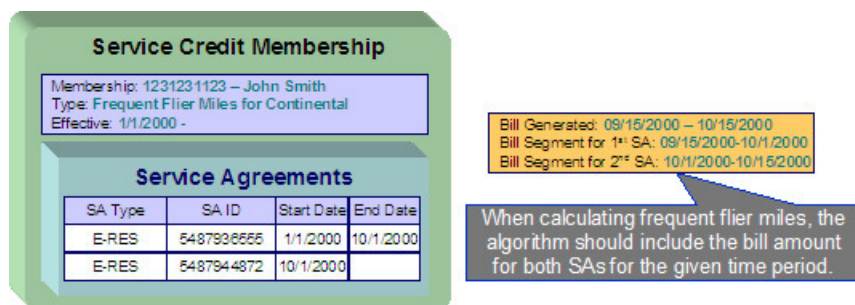 Service Credit Membership
Membership: 1231231123 – John Smith
Type: Frequent Flier Miles for Continental
Effective: 1/1/2000 -
Service Agreements
SA Type SA ID Start Date End Date
E-RES 5487936555 1/1/2000 10/1/2000
E-RES 5487944872 10/1/2000
Bill Generated: 09/15/2000 – 10/15/2000
Bill Segment for 1st SA: 09/15/2000-10/1/2000
Bill Segment for 2nd SA: 10/1/2000-10/15/2000
When calculating frequent flier miles, the
algorithm should include the bill amount
for both SAs for the given time period.